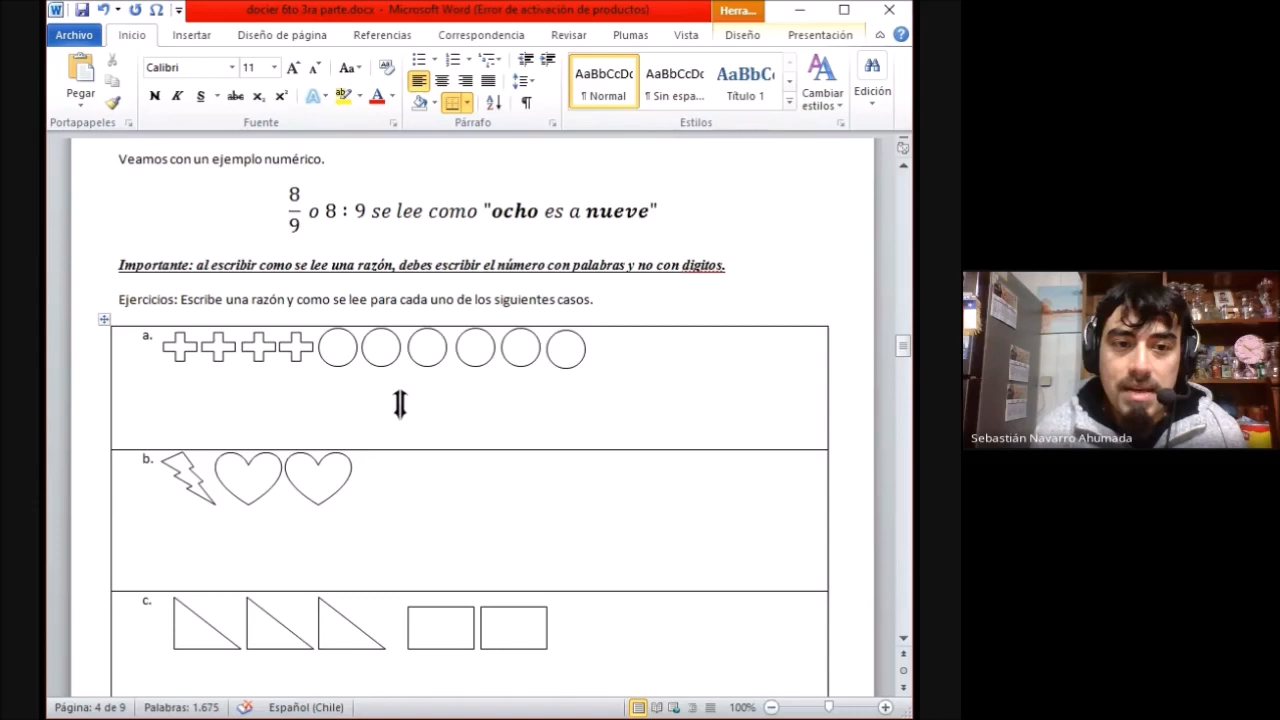 docier 6to 3ra parte.docx - Microsoft Word (Error de activación de productos)
Herra...
Archivo Inicio Insertar Diseño de página Referencias Correspondencia Revisar Plumas Vista Diseño Presentación
Pegar
Calibri 11
Aa
N K S abc x₂ x² A ab A
AaBbCcDc AaBbCcDc AaBbCc
¶ Normal ¶ Sin espa... Título 1
Cambiar estilos
Edición
Portapapeles Fuente Párrafo Estilos
Veamos con un ejemplo numérico.
8/9 o 8 : 9 se lee como "ocho es a nueve"
Importante: al escribir como se lee una razón, debes escribir el número con palabras y no con digitos.
Ejercicios: Escribe una razón y como se lee para cada uno de los siguientes casos.
a.
b.
c.
Sebastián Navarro Ahumada
Página: 4 de 9 Palabras: 1.675 Español (Chile) 100%